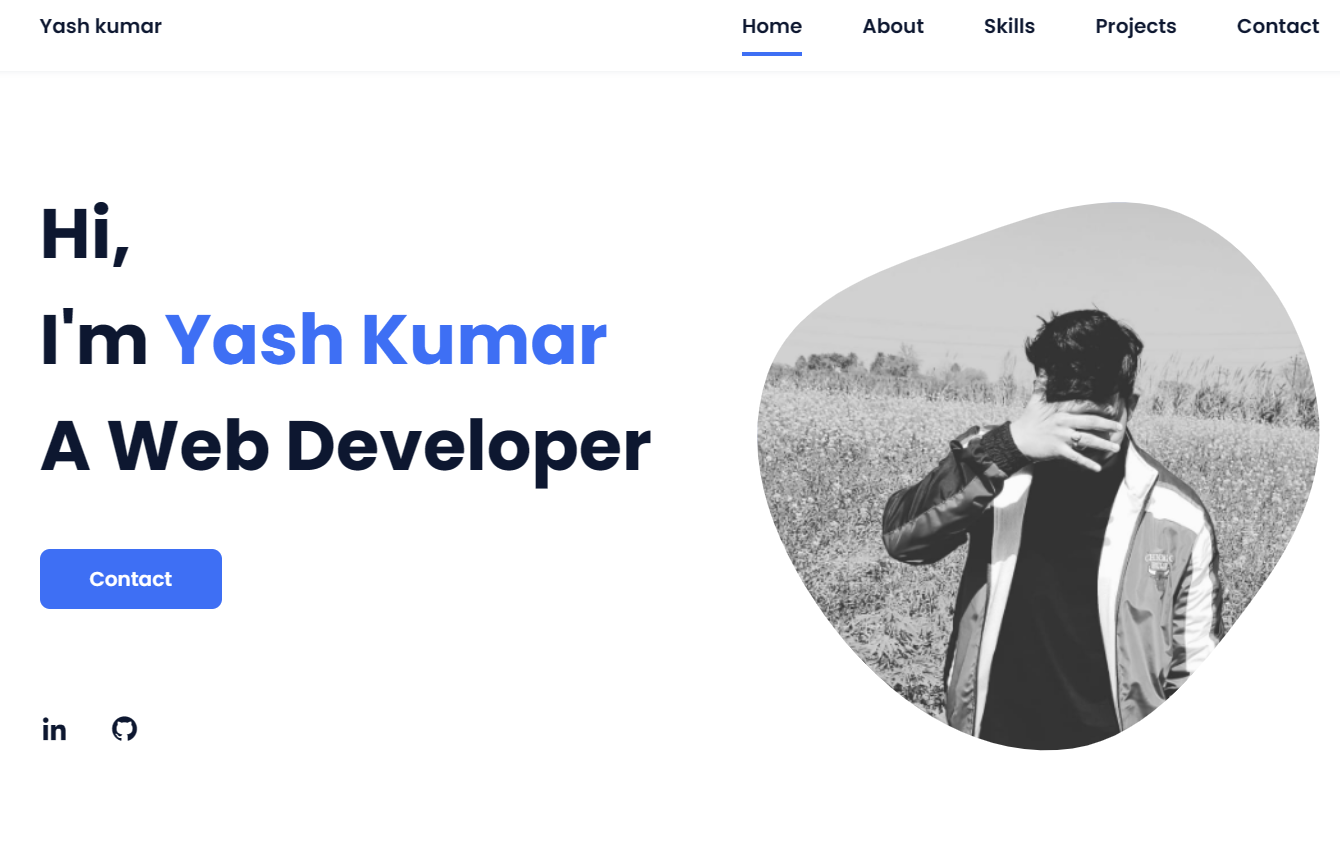 Yash kumar
Home
About
Skills
Projects
Contact
Hi,
I'm Yash Kumar
A Web Developer
Contact
in